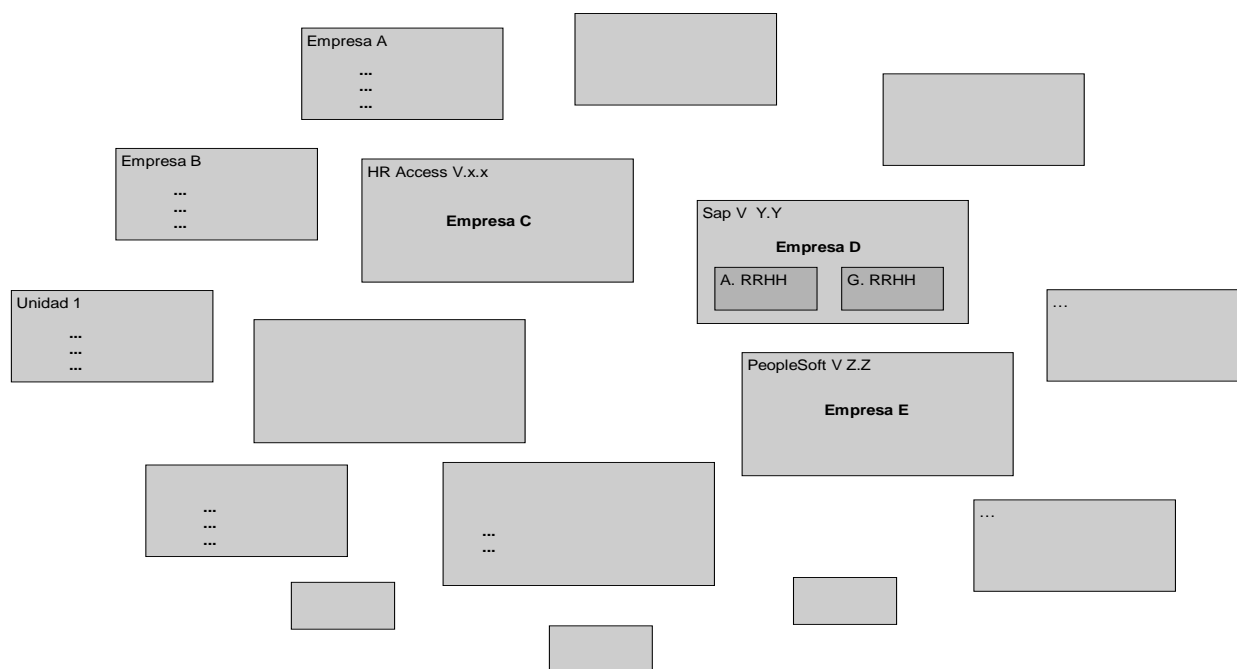 Empresa A
...
...
...
Empresa B
...
...
...
HR Access V.x.x
Empresa C
Sap V  Y.Y
Empresa D
A. RRHH
G. RRHH
Unidad 1
...
...
...
...
PeopleSoft V Z.Z
Empresa E
...
...
...
...
...
...